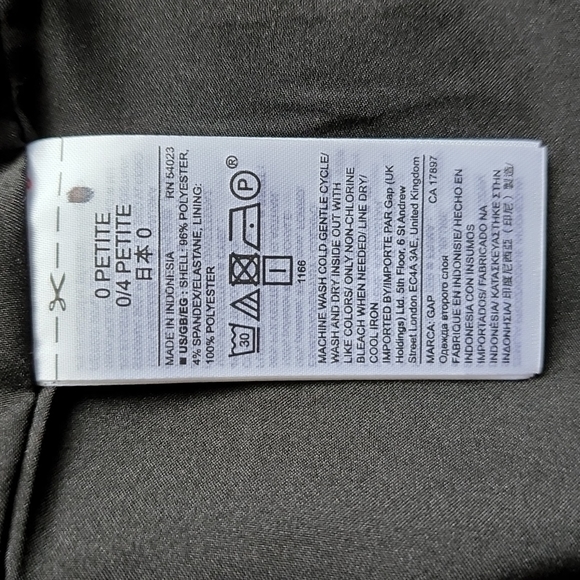 0 PETITE
0/4 PETITE
日本 0
MADE IN INDONESIA RN 54023
■ US/GB/EG : SHELL: 96% POLYESTER,
4% SPANDEX/ELASTANE, LINING:
100% POLYESTER
30 P ®
1166
MACHINE WASH COLD GENTLE CYCLE/
WASH AND DRY INSIDE OUT WITH
LIKE COLORS/ ONLY NON-CHLORINE
BLEACH WHEN NEEDED/ LINE DRY/
COOL IRON
IMPORTED BY/IMPORTE PAR Gap (UK
Holdings) Ltd. 5th Floor, 6 St Andrew
Street London EC4A 3AE, United Kingdom
MARCA: GAP CA 17897
Одежда второго слоя
FABRIQUE EN INDONISIE/ HECHO EN
INDONESIA CON INSUMOS
IMPORTADOS/ FABRICADO NA
INDONÉSIA/ ΚΑΤΑΣΚΕΥΑΣΤΗΚΕ ΣΤΗΝ
ΙΝΔΟΝΗΣΙΑ/ 印度尼西亞（印尼）製造/